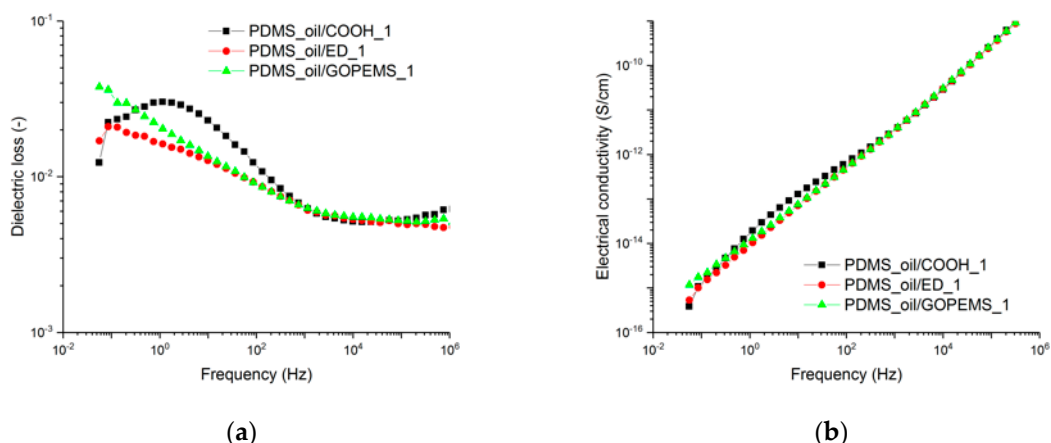 10^-1
10^-2
10^-3
Dielectric loss (-)
PDMS_oil/COOH_1
PDMS_oil/ED_1
PDMS_oil/GOPEMS_1
10^-2 10^0 10^2 10^4 10^6
Frequency (Hz)
(a)
10^-10
10^-12
10^-14
10^-16
Electrical conductivity (S/cm)
PDMS_oil/COOH_1
PDMS_oil/ED_1
PDMS_oil/GOPEMS_1
10^-2 10^0 10^2 10^4 10^6
Frequency (Hz)
(b)